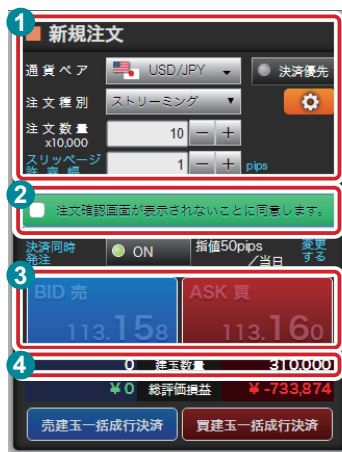 1
新規注文
通貨ペア USD/JPY 決済優先
注文種別 ストリーミング
注文数量 10 − +
x10,000
スリッページ 1 − + pips
許容幅
2
注文確認画面が表示されないことに同意します。
決済同時 ON 指値50pips 変更
発注 /当日 する
3
BID 売 ASK 買
113.158 113.160
4
0 建玉数量 310,000
¥0 総評価損益 ¥-733,874
売建玉一括成行決済 買建玉一括成行決済